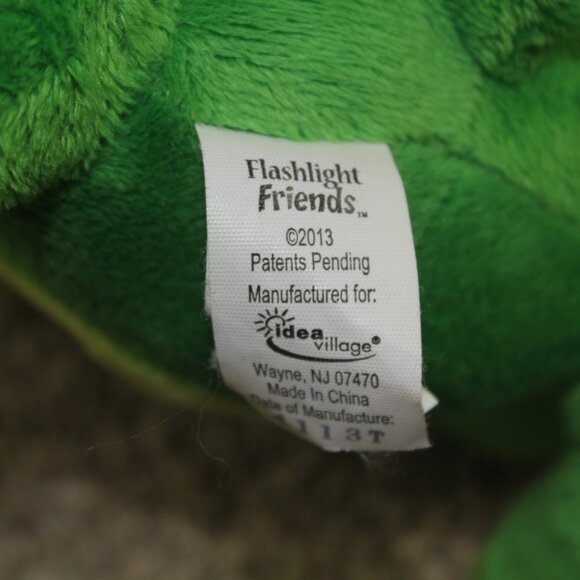 Flashlight
Friends™
©2013
Patents Pending
Manufactured for:
idea
village®
Wayne, NJ 07470
Made In China
Date of Manufacture: